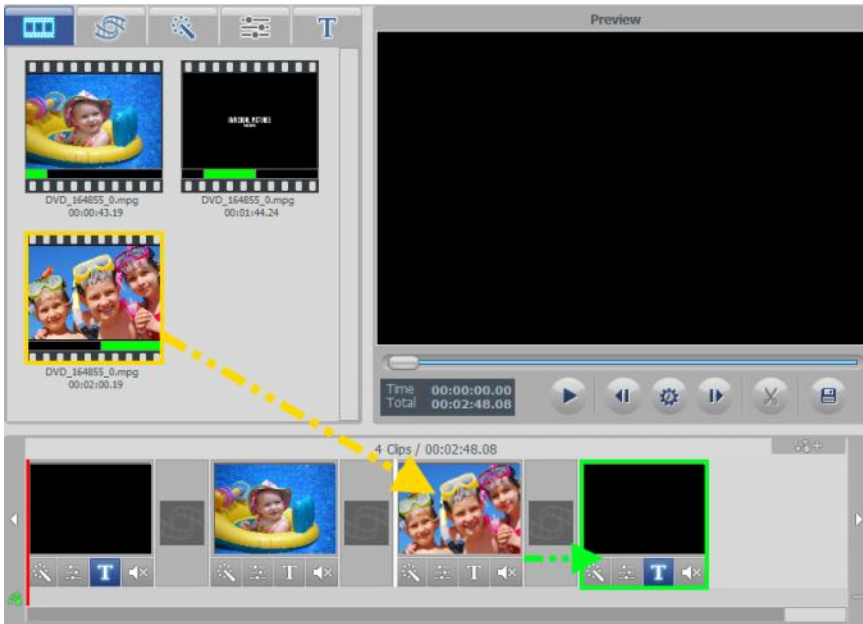 Preview
T
DVD_164855_0.mpg
00:00:43.19
DVD_164855_0.mpg
00:01:44.24
DVD_164855_0.mpg
00:02:00.19
Time 00:00:00.00
Total 00:02:48.08
4 Clips / 00:02:48.08
T
T
T
T